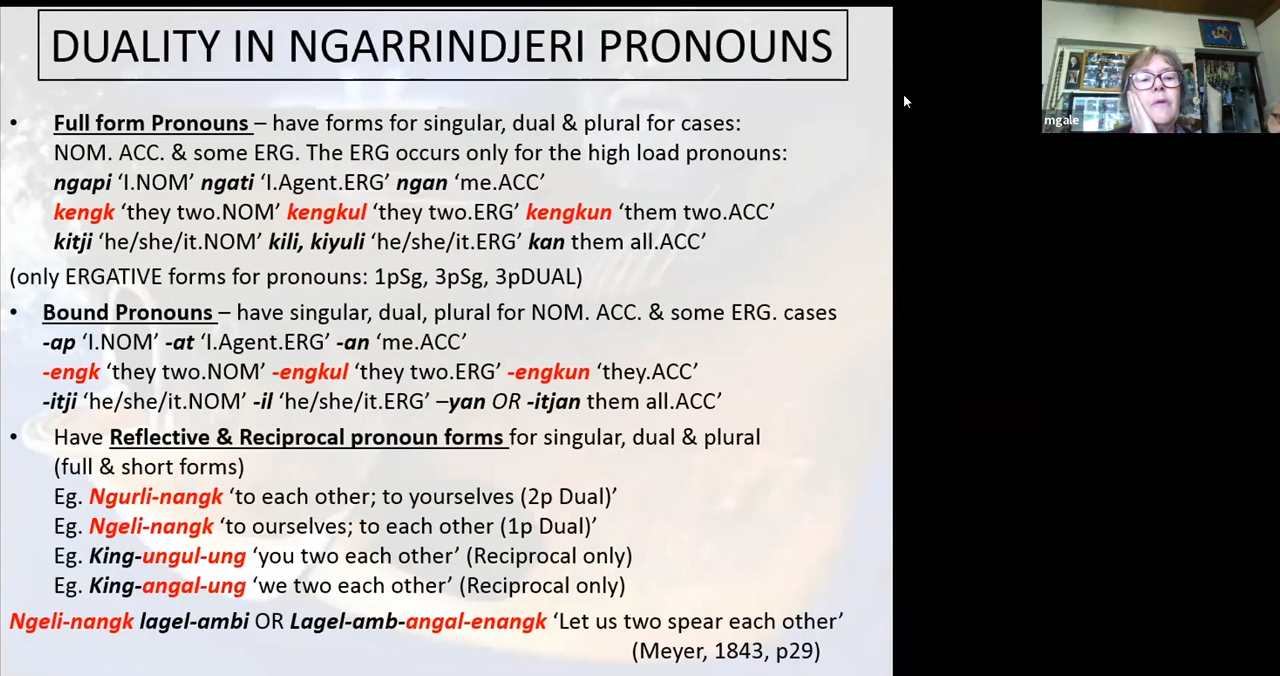 DUALITY IN NGARRINDJERI PRONOUNS
• Full form Pronouns – have forms for singular, dual & plural for cases:
NOM. ACC. & some ERG. The ERG occurs only for the high load pronouns:
ngapi ‘I.NOM’ ngati ‘I.Agent.ERG’ ngan ‘me.ACC’
kengk ‘they two.NOM’ kengkul ‘they two.ERG’ kengkun ‘them two.ACC’
kitji ‘he/she/it.NOM’ kili, kiyuli ‘he/she/it.ERG’ kan them all.ACC’
(only ERGATIVE forms for pronouns: 1pSg, 3pSg, 3pDUAL)
• Bound Pronouns – have singular, dual, plural for NOM. ACC. & some ERG. cases
-ap ‘I.NOM’ -at ‘I.Agent.ERG’ -an ‘me.ACC’
-engk ‘they two.NOM’ -engkul ‘they two.ERG’ -engkun ‘they.ACC’
-itji ‘he/she/it.NOM’ -il ‘he/she/it.ERG’ –yan OR -itjan them all.ACC’
• Have Reflective & Reciprocal pronoun forms for singular, dual & plural
(full & short forms)
Eg. Ngurli-nangk ‘to each other; to yourselves (2p Dual)’
Eg. Ngeli-nangk ‘to ourselves; to each other (1p Dual)’
Eg. King-ungul-ung ‘you two each other’ (Reciprocal only)
Eg. King-angal-ung ‘we two each other’ (Reciprocal only)
Ngeli-nangk lagel-ambi OR Lagel-amb-angal-enangk ‘Let us two spear each other’
(Meyer, 1843, p29)
mgale